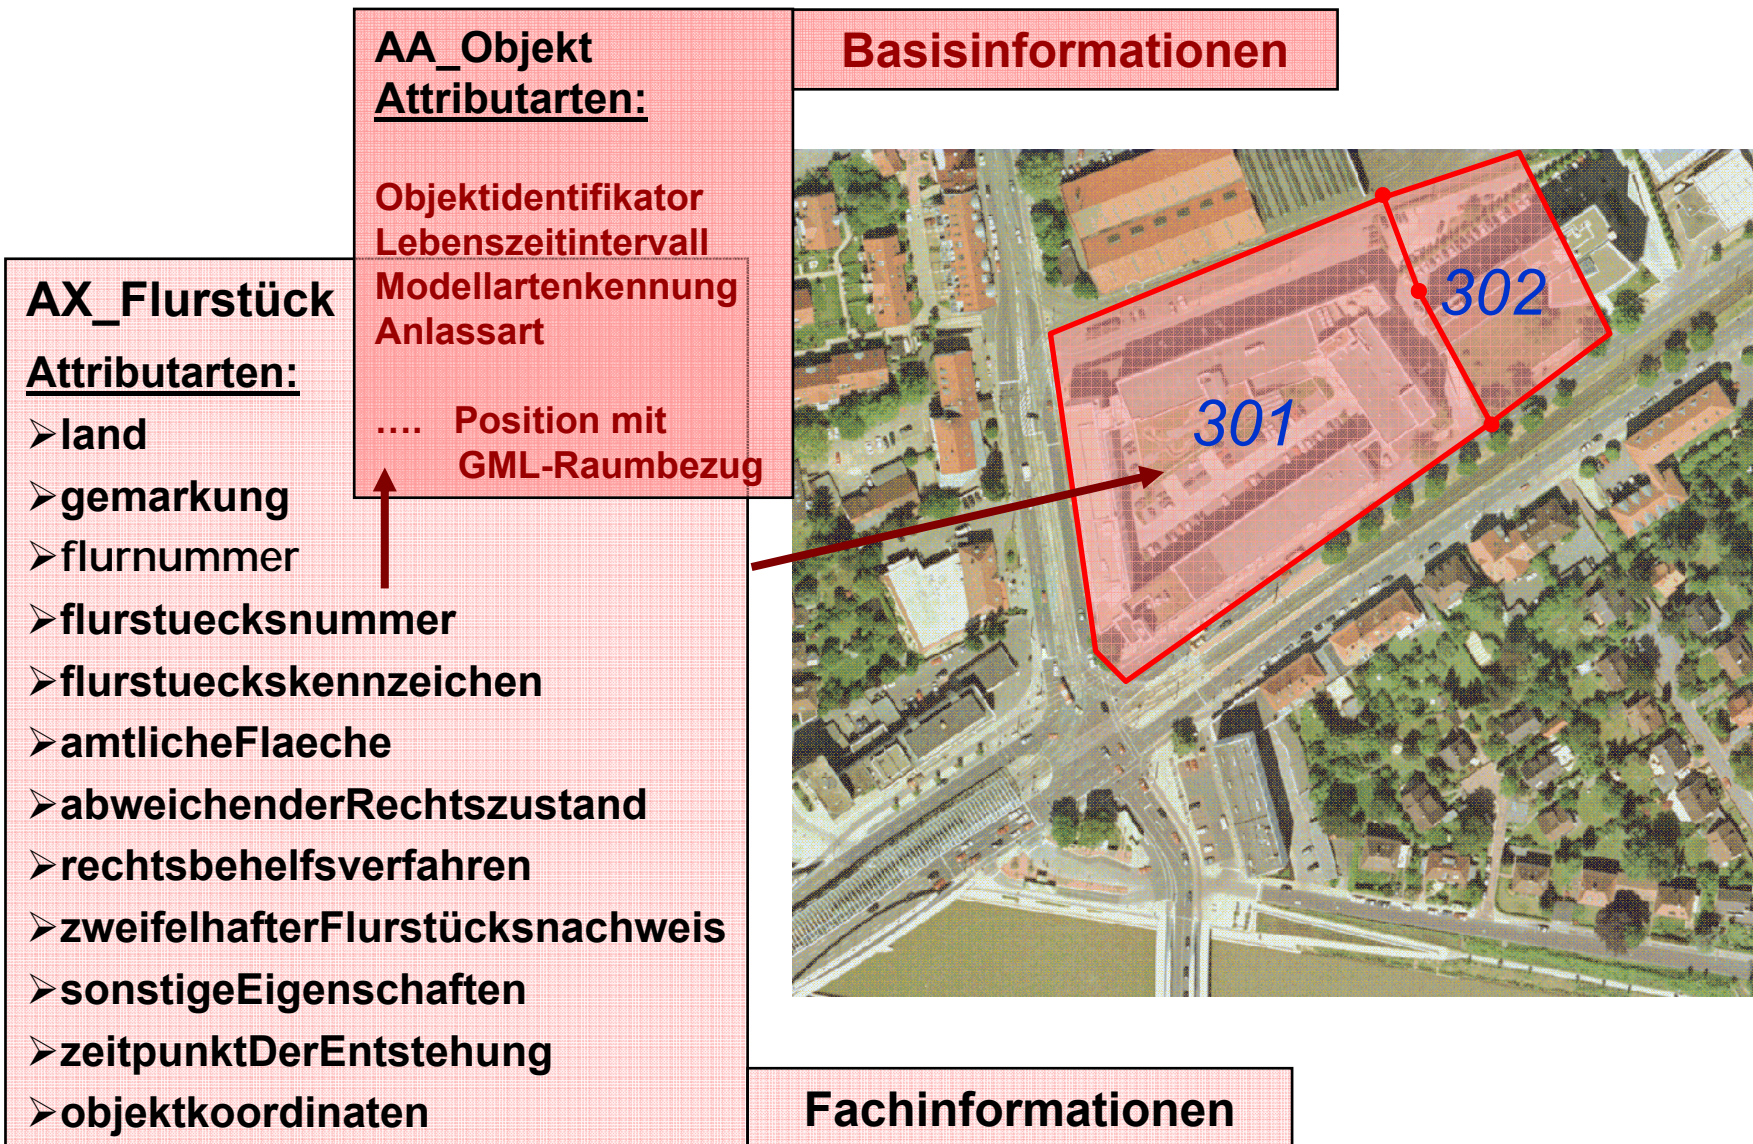 AA_Objekt
Attributarten:
Objektidentifikator
Lebenszeitintervall
Modellartenkennung
Anlassart
.... Position mit
GML-Raumbezug
Basisinformationen
AX_Flurstück
Attributarten:
➢land
➢gemarkung
➢flurnummer
➢flurstuecksnummer
➢flurstueckskennzeichen
➢amtlicheFlaeche
➢abweichenderRechtszustand
➢rechtsbehelfsverfahren
➢zweifelhafterFlurstücksnachweis
➢sonstigeEigenschaften
➢zeitpunktDerEntstehung
➢objektkoordinaten
301
302
Fachinformationen